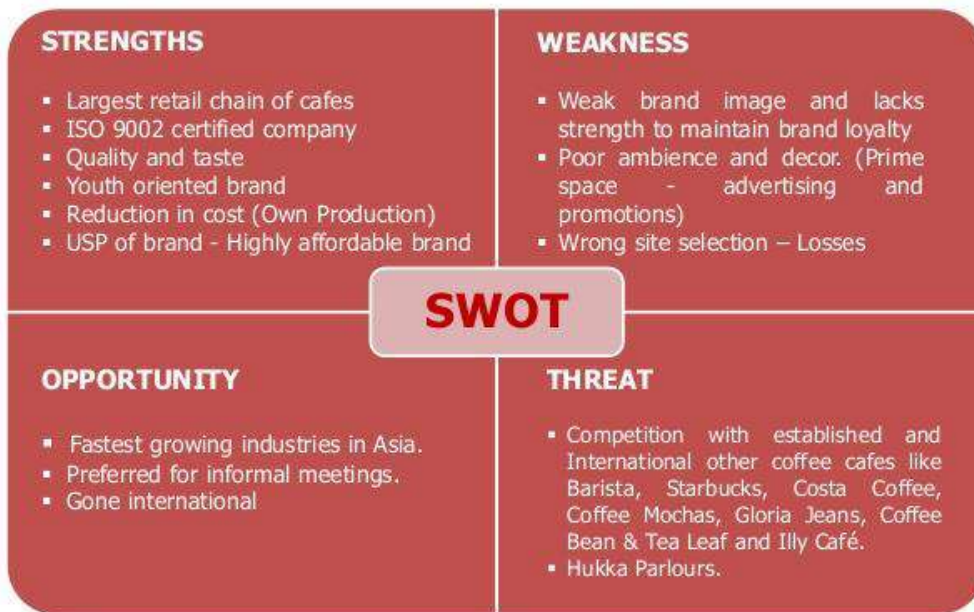 STRENGTHS
▪ Largest retail chain of cafes
▪ ISO 9002 certified company
▪ Quality and taste
▪ Youth oriented brand
▪ Reduction in cost (Own Production)
▪ USP of brand - Highly affordable brand
WEAKNESS
▪ Weak brand image and lacks
strength to maintain brand loyalty
▪ Poor ambience and decor. (Prime
space - advertising and
promotions)
▪ Wrong site selection – Losses
SWOT
OPPORTUNITY
▪ Fastest growing industries in Asia.
▪ Preferred for informal meetings.
▪ Gone international
THREAT
▪ Competition with established and
International other coffee cafes like
Barista, Starbucks, Costa Coffee,
Coffee Mochas, Gloria Jeans, Coffee
Bean & Tea Leaf and Illy Café.
▪ Hukka Parlours.